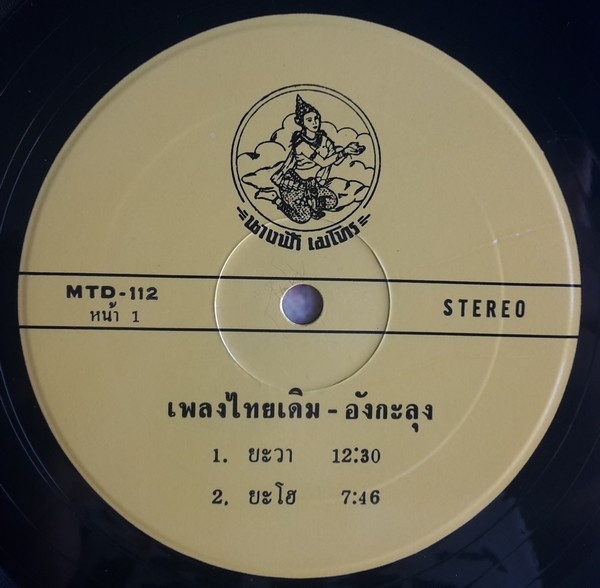 นางฟ้า เมโทร
MTD-112
หน้า 1
STEREO
เพลงไทยเดิม - อังกะลุง
1. ยะวา 12:30
2. ยะโฮ 7:46